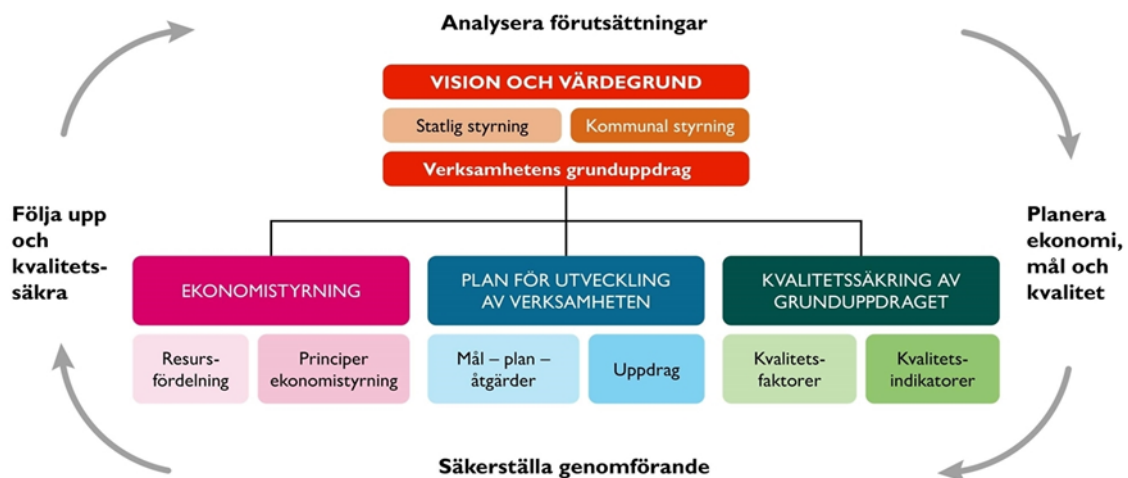 Analysera förutsättningar
VISION OCH VÄRDEGRUND
Statlig styrning
Kommunal styrning
Verksamhetens grunduppdrag
Följa upp
och
kvalitets-
säkra
Planera
ekonomi,
mål och
kvalitet
EKONOMISTYRNING
PLAN FÖR UTVECKLING
AV VERKSAMHETEN
KVALITETSSÄKRING AV
GRUNDUPPDRAGET
Resurs-
fördelning
Principer
ekonomistyrning
Mål – plan –
åtgärder
Uppdrag
Kvalitets-
faktorer
Kvalitets-
indikatorer
Säkerställa genomförande